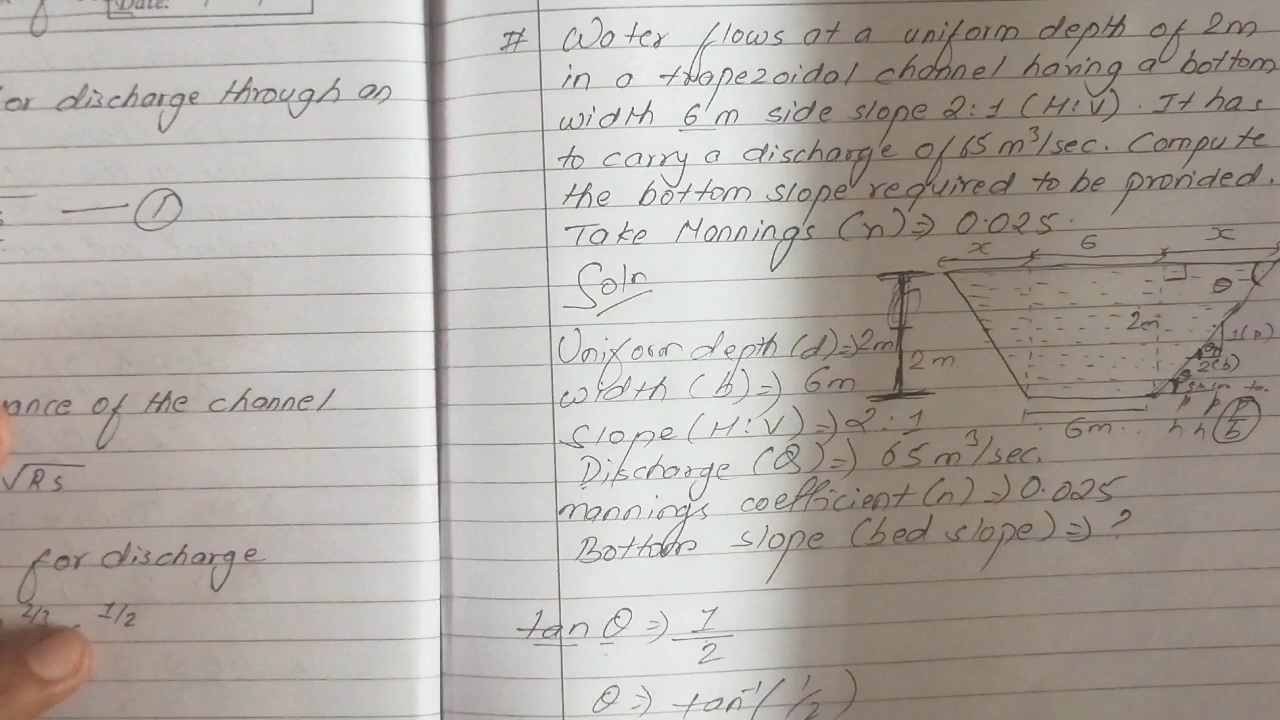 Date:
or discharge through an
— 1
ance of the channel
√RS
for discharge
2/3 . 1/2
# Water flows at a uniform depth of 2m
in a trapezoidal channel having a bottom
width 6 m side slope 2:1 (H:V). It has
to carry a discharge of 65 m³/sec. Compute
the bottom slope required to be provided.
Take Mannings (n) ⇒ 0.025.
Soln
x 6 x
θ
2m
2m
1(p)
2(b)
6m
p/b
Uniform depth (d) ⇒ 2m
width (b) ⇒ 6m
Slope (H:V) ⇒ 2:1
Discharge (Q) ⇒ 65 m³/sec.
mannings coefficient (n) ⇒ 0.025
Bottom slope (bed slope) ⇒ ?
tan θ ⇒ 1/2
θ ⇒ tan⁻¹(1/2)